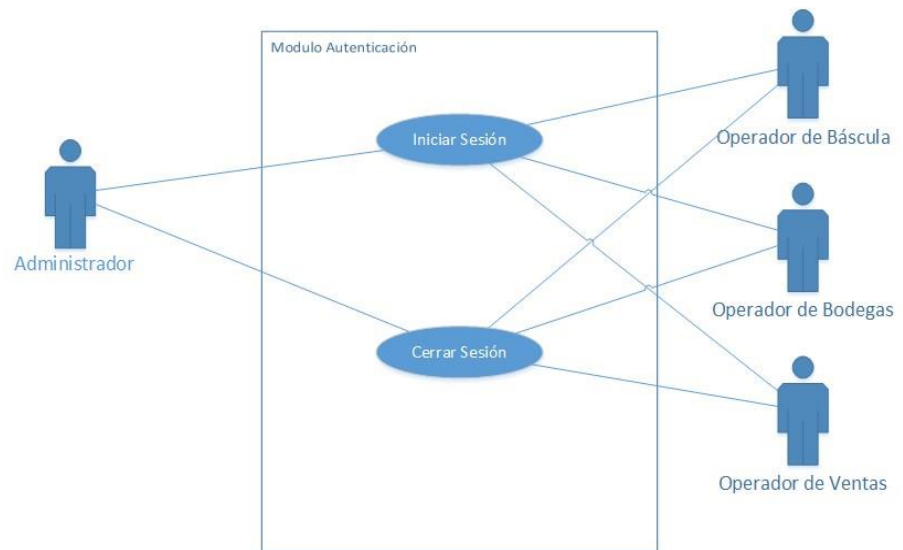 Modulo Autenticación
Iniciar Sesión
Operador de Báscula
Administrador
Operador de Bodegas
Cerrar Sesión
Operador de Ventas